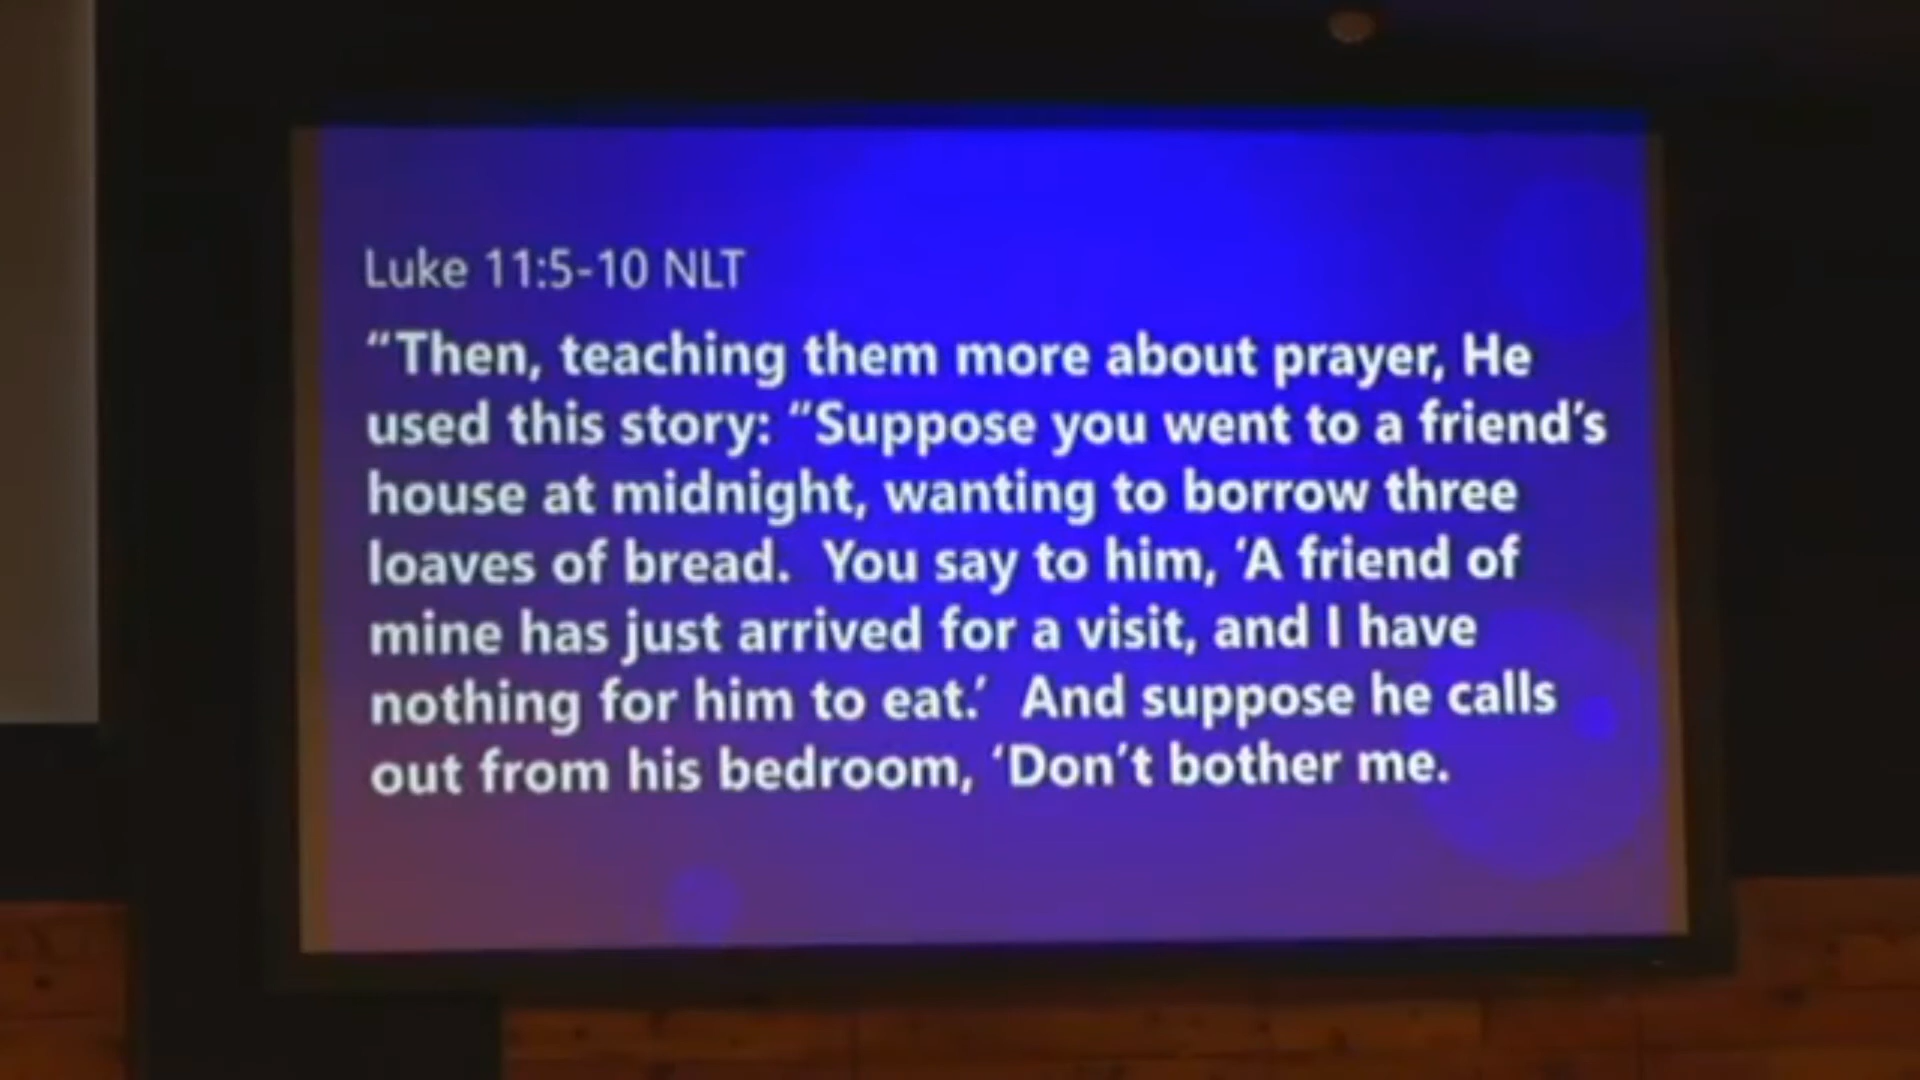 Luke 11:5-10 NLT
“Then, teaching them more about prayer, He
used this story: “Suppose you went to a friend’s
house at midnight, wanting to borrow three
loaves of bread.  You say to him, ‘A friend of
mine has just arrived for a visit, and I have
nothing for him to eat.’  And suppose he calls
out from his bedroom, ‘Don’t bother me.